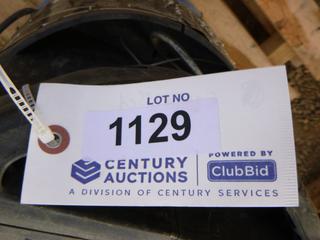 LOT NO
1129
CENTURY AUCTIONS
POWERED BY
ClubBid
A DIVISION OF CENTURY SERVICES